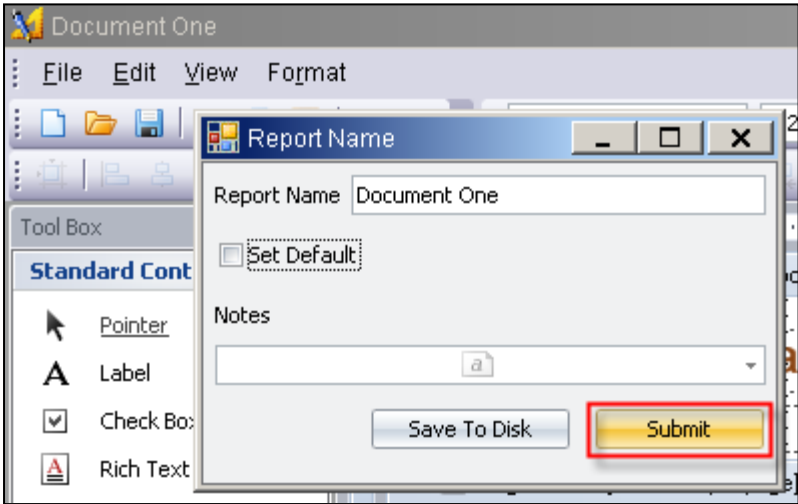 Document One
File Edit View Format
Report Name
Report Name Document One
Tool Box
Set Default
Standard Cont
Pointer
Notes
Label
a
Check Box
Save To Disk Submit
Rich Text